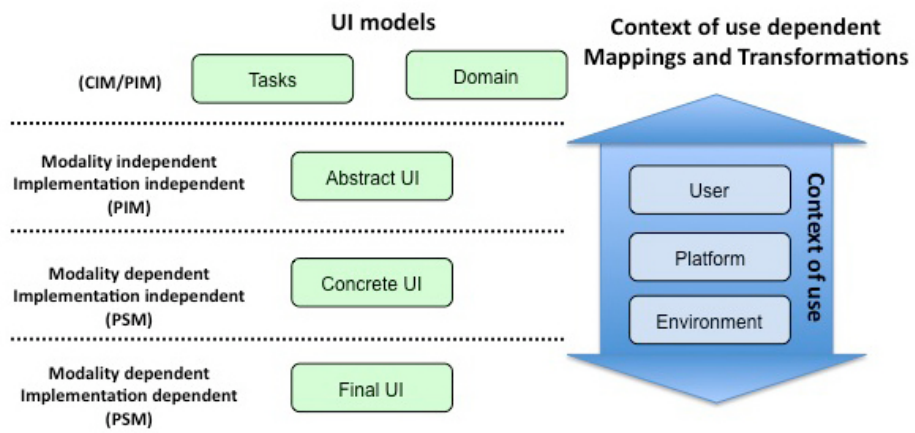 UI models
Context of use dependent
Mappings and Transformations
(CIM/PIM)
Tasks
Domain
Modality independent
Implementation independent
(PIM)
Abstract UI
Modality dependent
Implementation independent
(PSM)
Concrete UI
Modality dependent
Implementation dependent
(PSM)
Final UI
User
Platform
Environment
Context of use